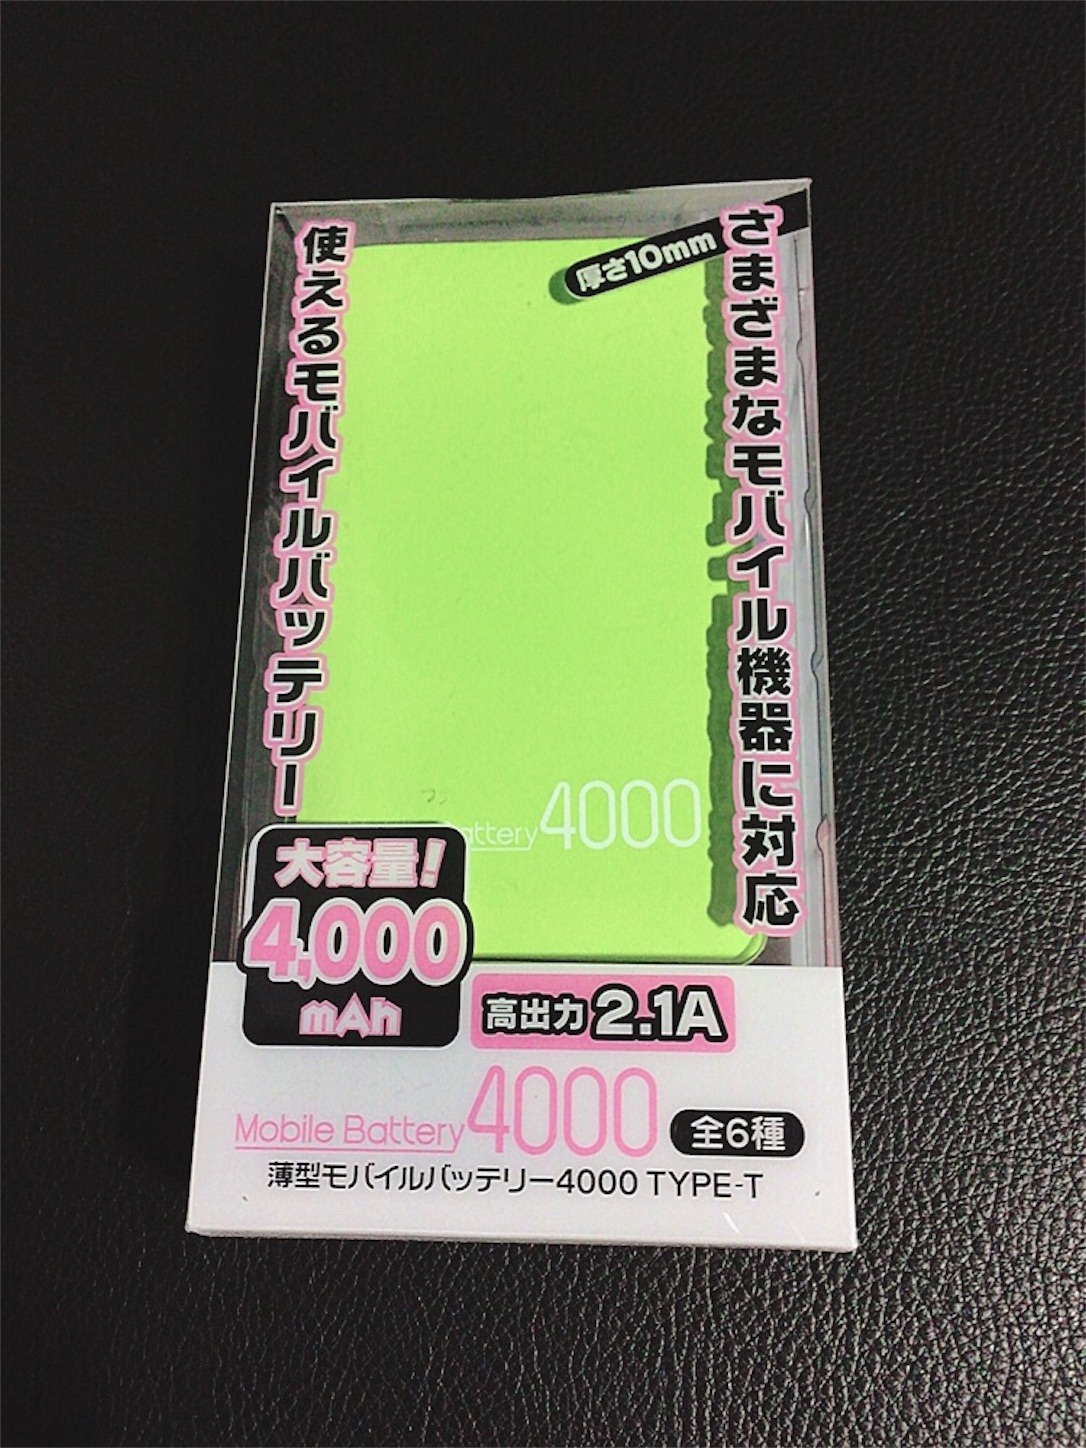 さまざまなモバイル機器に対応
使えるモバイルバッテリー
厚さ10mm
attery 4000
大容量!
4,000
mAh
高出力 2.1A
Mobile Battery 4000
全6種
薄型モバイルバッテリー4000 TYPE-T